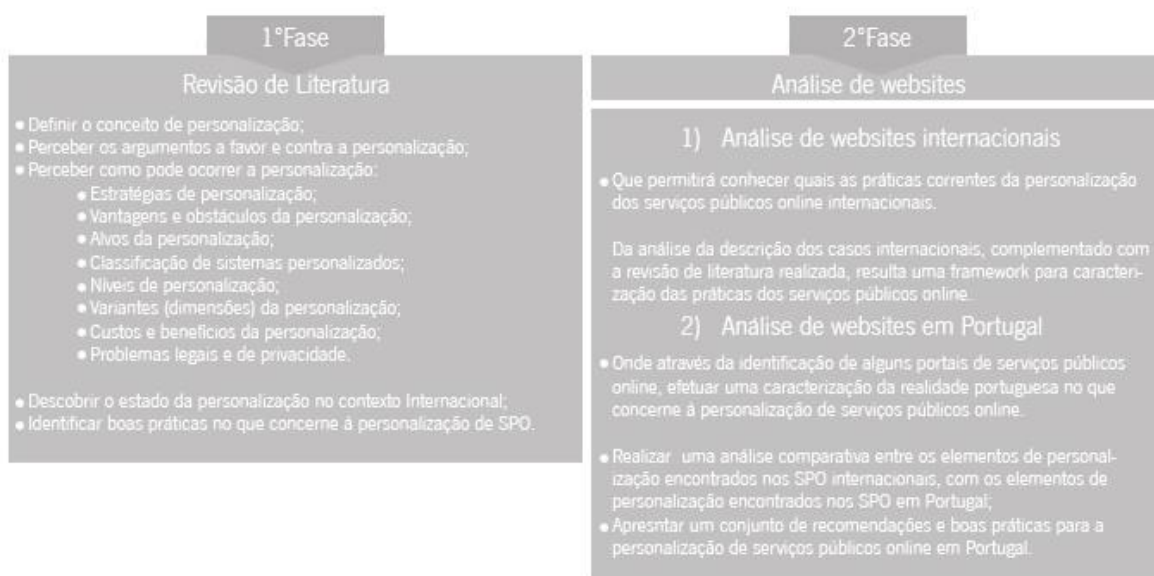 1°Fase
Revisão de Literatura
• Definir o conceito de personalização;
• Perceber os argumentos a favor e contra a personalização;
• Perceber como pode ocorrer a personalização:
• Estratégias de personalização;
• Vantagens e obstáculos da personalização;
• Alvos da personalização;
• Classificação de sistemas personalizados;
• Níveis de personalização;
• Variantes (dimensões) da personalização;
• Custos e benefícios da personalização;
• Problemas legais e de privacidade.
• Descobrir o estado da personalização no contexto Internacional;
• Identificar boas práticas no que concerne á personalização de SPO.
2°Fase
Análise de websites
1) Análise de websites internacionais
• Que permitirá conhecer quais as práticas correntes da personalização
dos serviços públicos online internacionais.
Da análise da descrição dos casos internacionais, complementado com
a revisão de literatura realizada, resulta uma framework para caracteri-
zação das práticas dos serviços públicos online.
2) Análise de websites em Portugal
• Onde através da identificação de alguns portais de serviços públicos
online, efetuar uma caracterização da realidade portuguesa no que
concerne á personalização de serviços públicos online.
• Realizar uma análise comparativa entre os elementos de personal-
ização encontrados nos SPO internacionais, com os elementos de
personalização encontrados nos SPO em Portugal;
• Apresntar um conjunto de recomendações e boas práticas para a
personalização de serviços públicos online em Portugal.